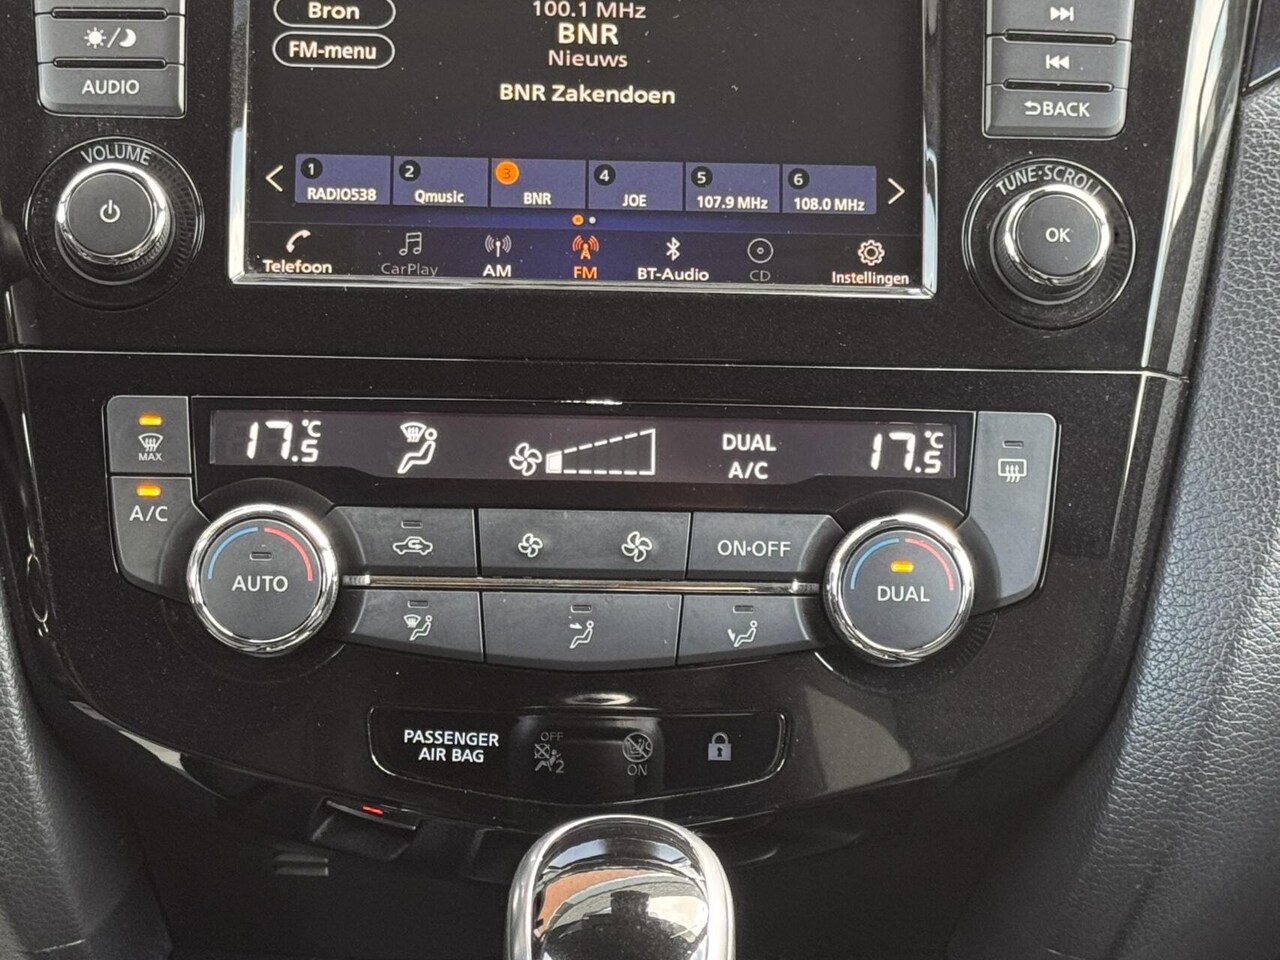 Bron
FM-menu
100.1 MHz
BNR
Nieuws
BNR Zakendoen
AUDIO
BACK
VOLUME
TUNE·SCROLL
OK
1
RADIO538
2
Qmusic
3
BNR
4
JOE
5
107.9 MHz
6
108.0 MHz
Telefoon
CarPlay
AM
FM
BT-Audio
CD
Instellingen
MAX
17.5 °C
DUAL
A/C
17.5 °C
A/C
AUTO
ON·OFF
DUAL
PASSENGER
AIR BAG
OFF
2
ON